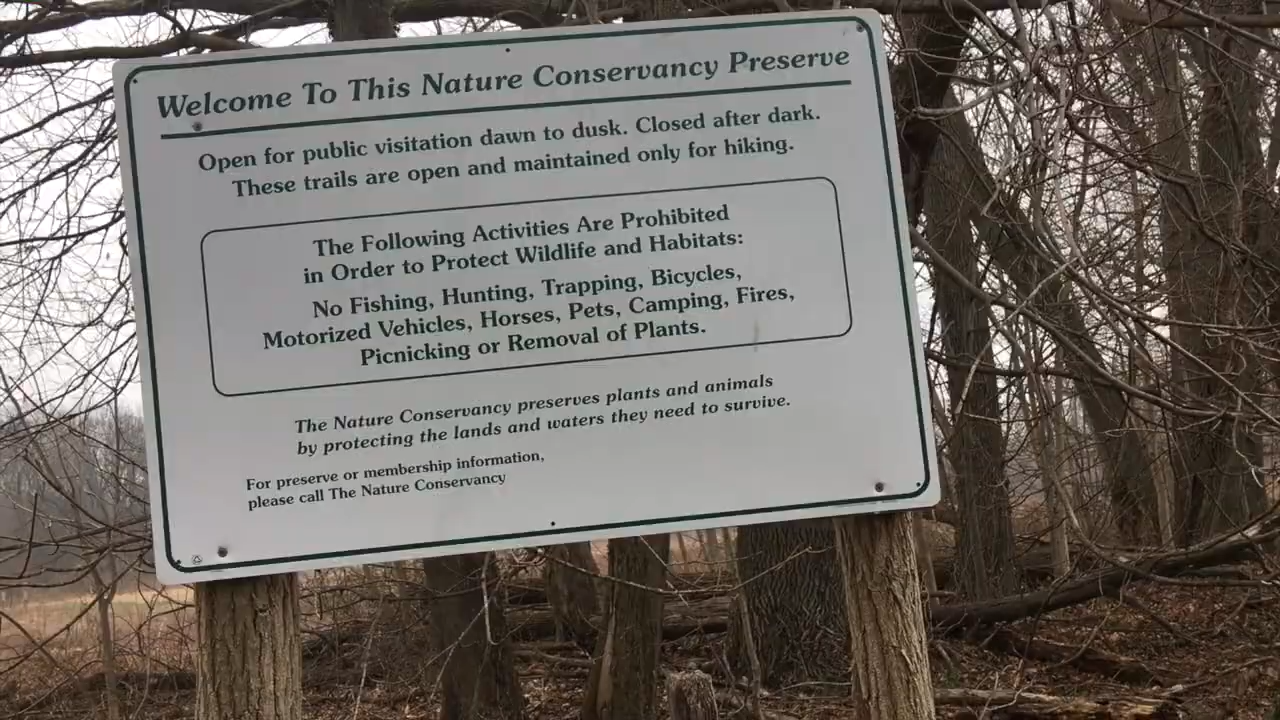 Welcome To This Nature Conservancy Preserve
Open for public visitation dawn to dusk. Closed after dark.
These trails are open and maintained only for hiking.
The Following Activities Are Prohibited
in Order to Protect Wildlife and Habitats:
No Fishing, Hunting, Trapping, Bicycles,
Motorized Vehicles, Horses, Pets, Camping, Fires,
Picnicking or Removal of Plants.
The Nature Conservancy preserves plants and animals
by protecting the lands and waters they need to survive.
For preserve or membership information,
please call The Nature Conservancy